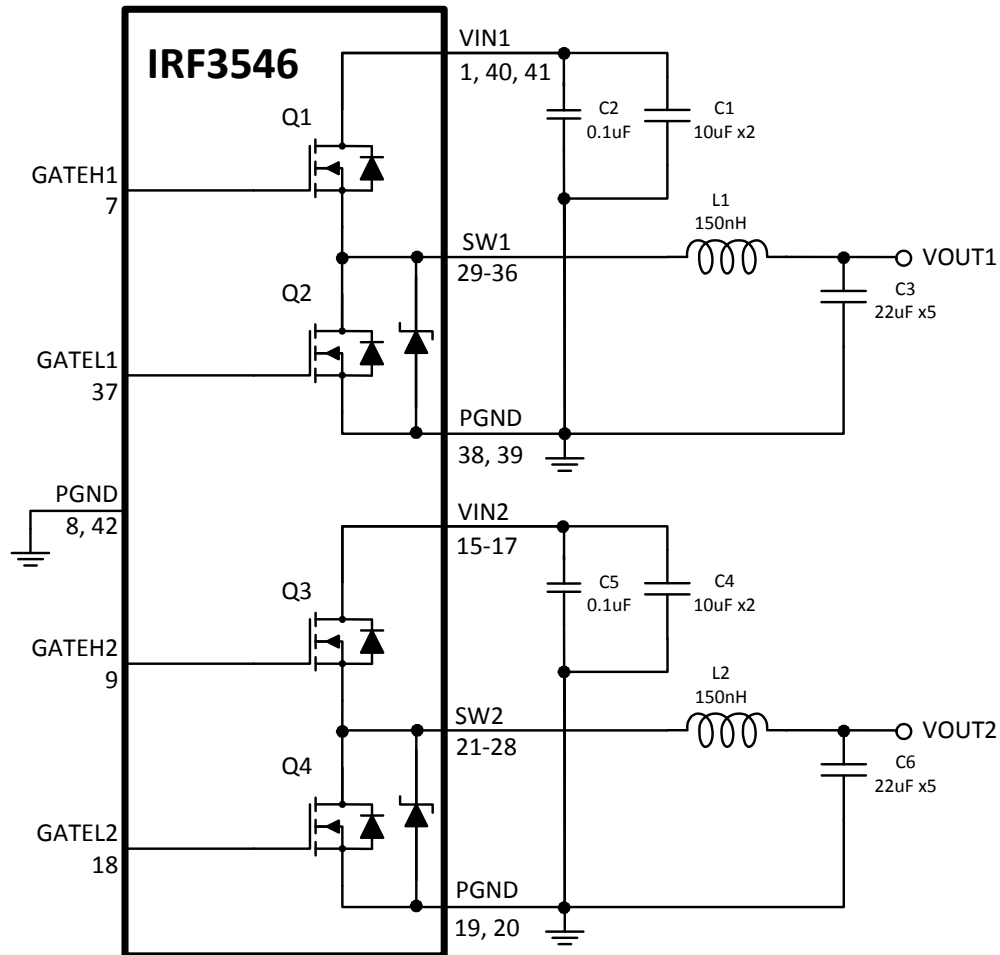 IRF3546
VIN1
1, 40, 41
C2
0.1uF
C1
10uF x2
Q1
GATEH1
7
L1
150nH
SW1
29-36
VOUT1
C3
22uF x5
Q2
GATEL1
37
PGND
38, 39
PGND
8, 42
VIN2
15-17
C5
0.1uF
C4
10uF x2
Q3
GATEH2
9
L2
150nH
SW2
21-28
VOUT2
C6
22uF x5
Q4
GATEL2
18
PGND
19, 20